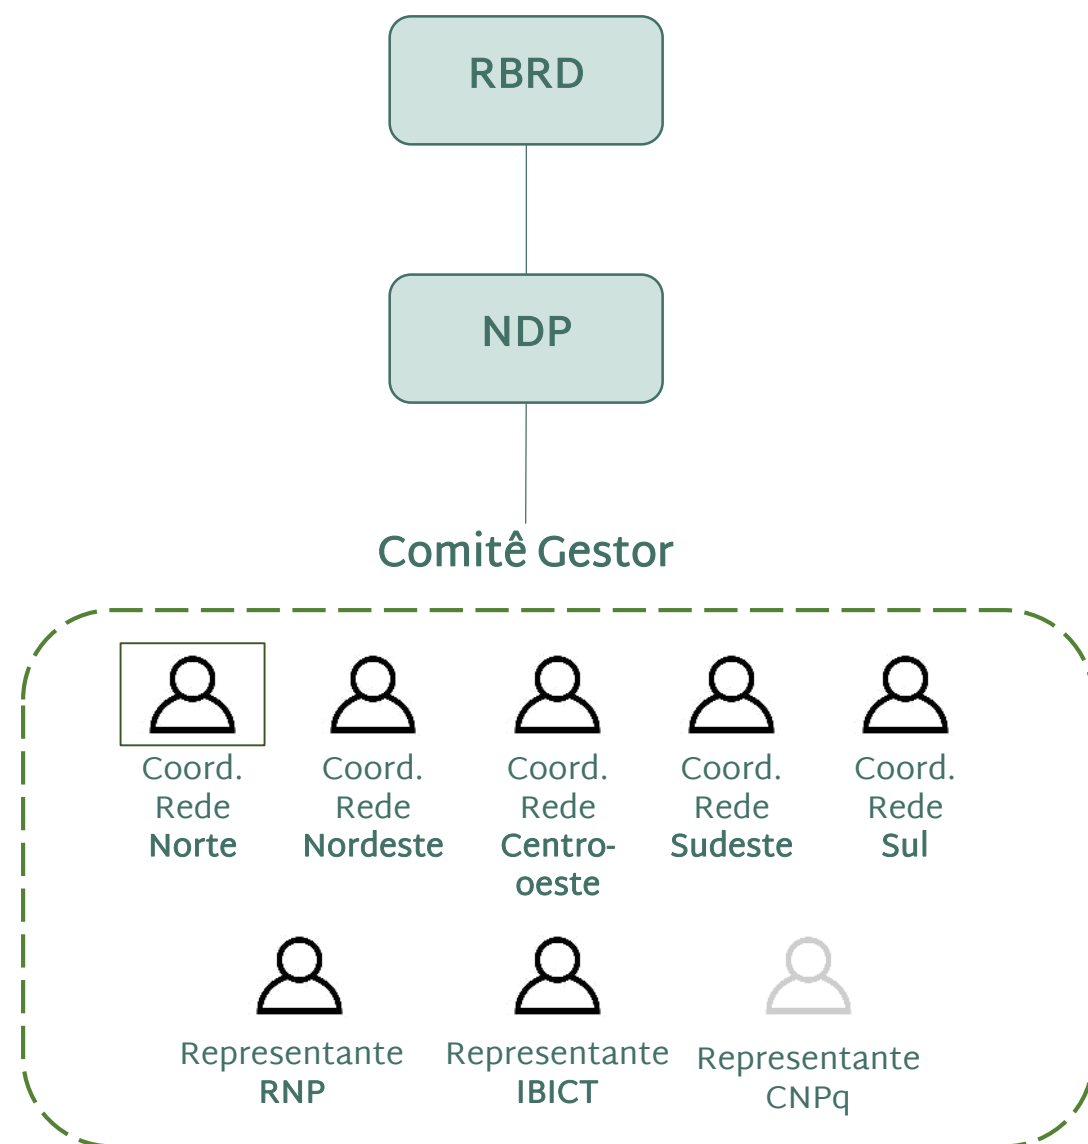 RBRD
NDP
Comitê Gestor
Coord.
Rede
Norte
Coord.
Rede
Nordeste
Coord.
Rede
Centro-
oeste
Coord.
Rede
Sudeste
Coord.
Rede
Sul
Representante
RNP
Representante
IBICT
Representante
CNPq